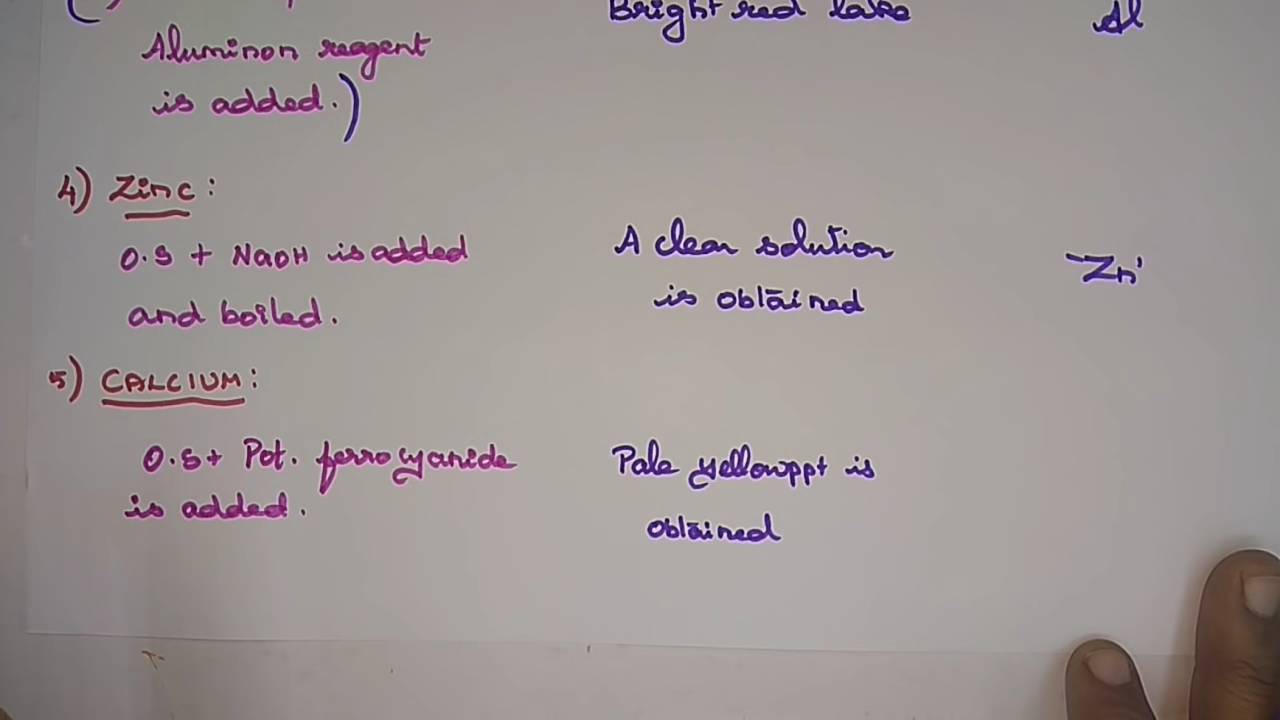 Bright red lake Al
Aluminon reagent
is added.)
4) Zinc:
0.S + NaOH is added A clear solution Zn
and boiled. is obtained
5) CALCIUM:
0.S + Pot. ferrocyanide Pale yellow ppt is
is added. obtained